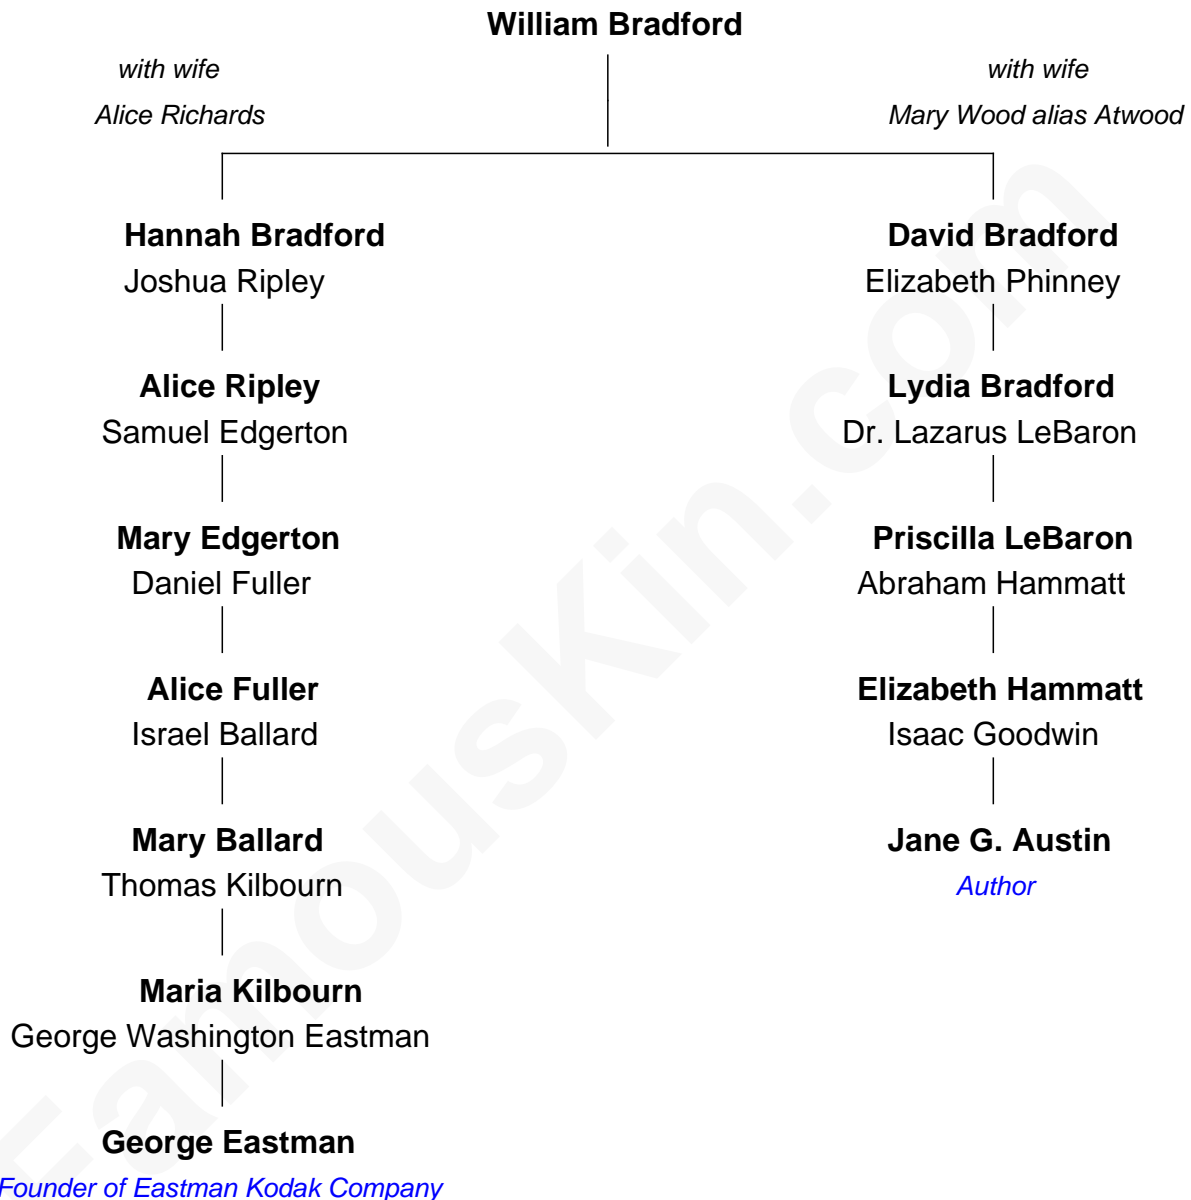 William Bradford
with wife
Alice Richards
with wife
Mary Wood alias Atwood
Hannah Bradford
Joshua Ripley
David Bradford
Elizabeth Phinney
Alice Ripley
Samuel Edgerton
Lydia Bradford
Dr. Lazarus LeBaron
Mary Edgerton
Daniel Fuller
Priscilla LeBaron
Abraham Hammatt
Alice Fuller
Israel Ballard
Elizabeth Hammatt
Isaac Goodwin
Mary Ballard
Thomas Kilbourn
Jane G. Austin
Author
Maria Kilbourn
George Washington Eastman
George Eastman
Founder of Eastman Kodak Company
FamousKin.com